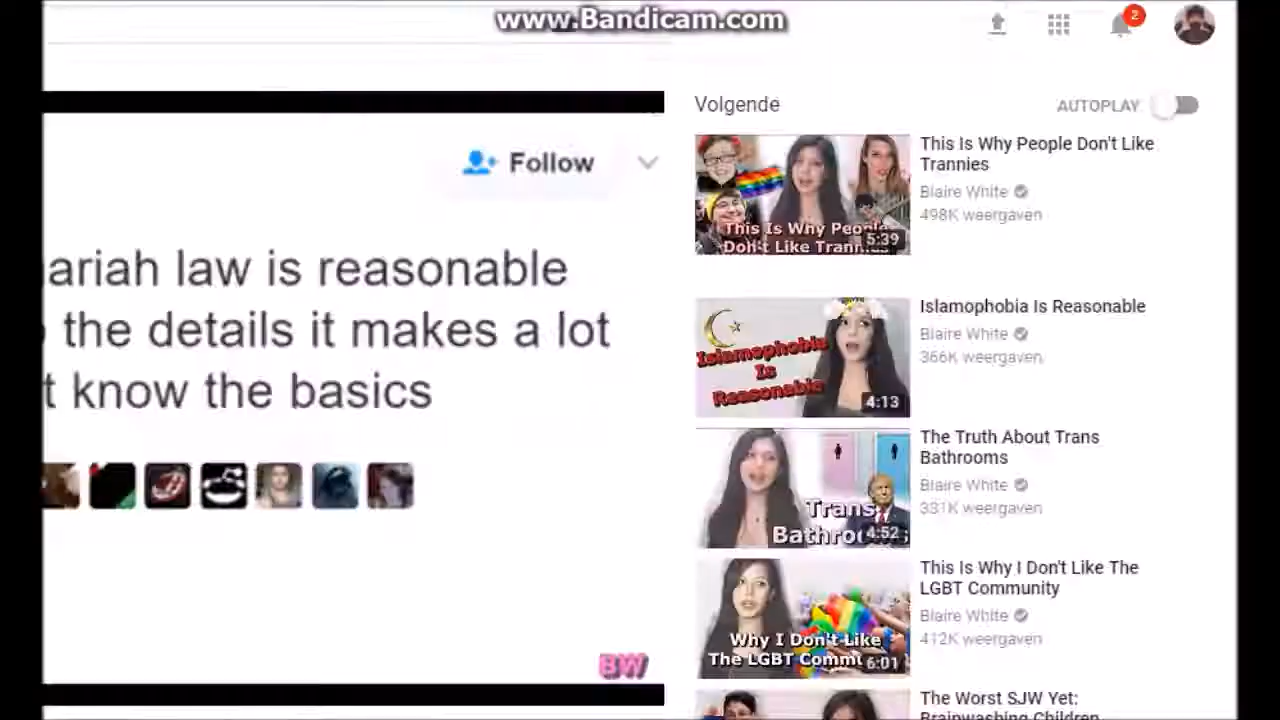 www.Bandicam.com
2
Follow
ariah law is reasonable
the details it makes a lot
t know the basics
BW
Volgende
AUTOPLAY
This Is Why People Don't Like
Trannies
Blaire White
498K weergaven
This Is Why People
Don't Like Trann
5:39
Islamophobia Is Reasonable
Blaire White
366K weergaven
Islamophobia
Is
Reasonable
4:13
The Truth About Trans
Bathrooms
Blaire White
331K weergaven
Trans
Bathro
4:52
This Is Why I Don't Like The
LGBT Community
Blaire White
412K weergaven
Why I Don't Like
The LGBT Comm
6:01
The Worst SJW Yet:
Brainwashing Children